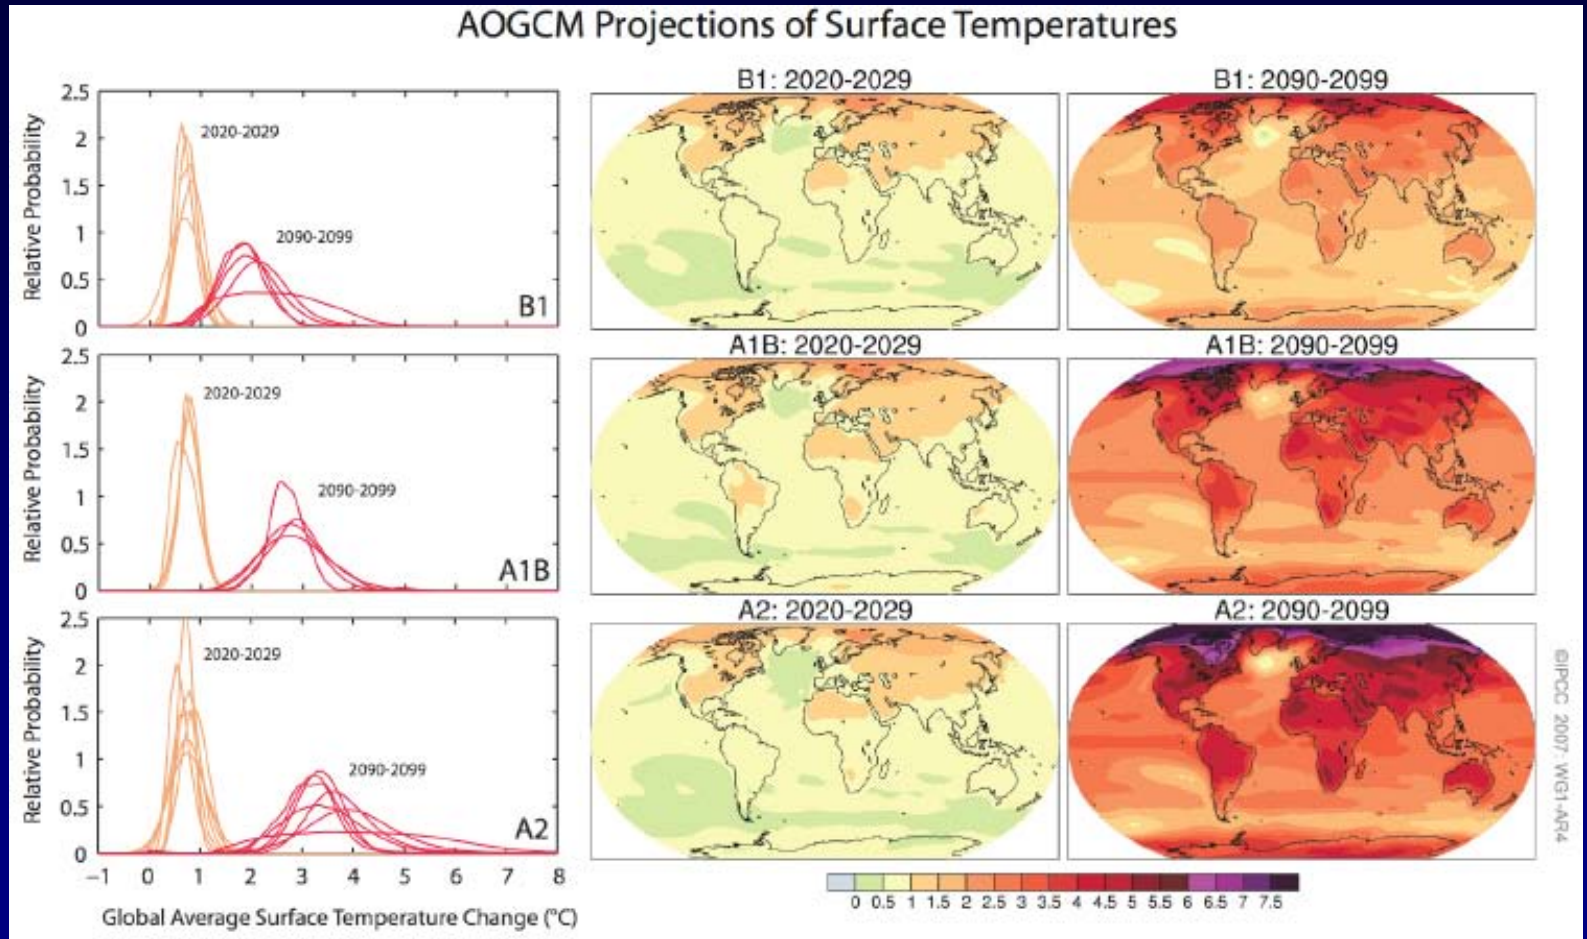 AOGCM Projections of Surface Temperatures
B1: 2020-2029
B1: 2090-2099
2.5
2
1.5
1
0.5
0
Relative Probability
2020-2029
2090-2099
B1
A1B: 2020-2029
A1B: 2090-2099
2.5
2
1.5
1
0.5
0
Relative Probability
2020-2029
2090-2099
A1B
A2: 2020-2029
A2: 2090-2099
2.5
2
1.5
1
0.5
0
Relative Probability
2020-2029
2090-2099
A2
−1 0 1 2 3 4 5 6 7 8
Global Average Surface Temperature Change (°C)
0 0.5 1 1.5 2 2.5 3 3.5 4 4.5 5 5.5 6 6.5 7 7.5
©IPCC 2007: WG1-AR4